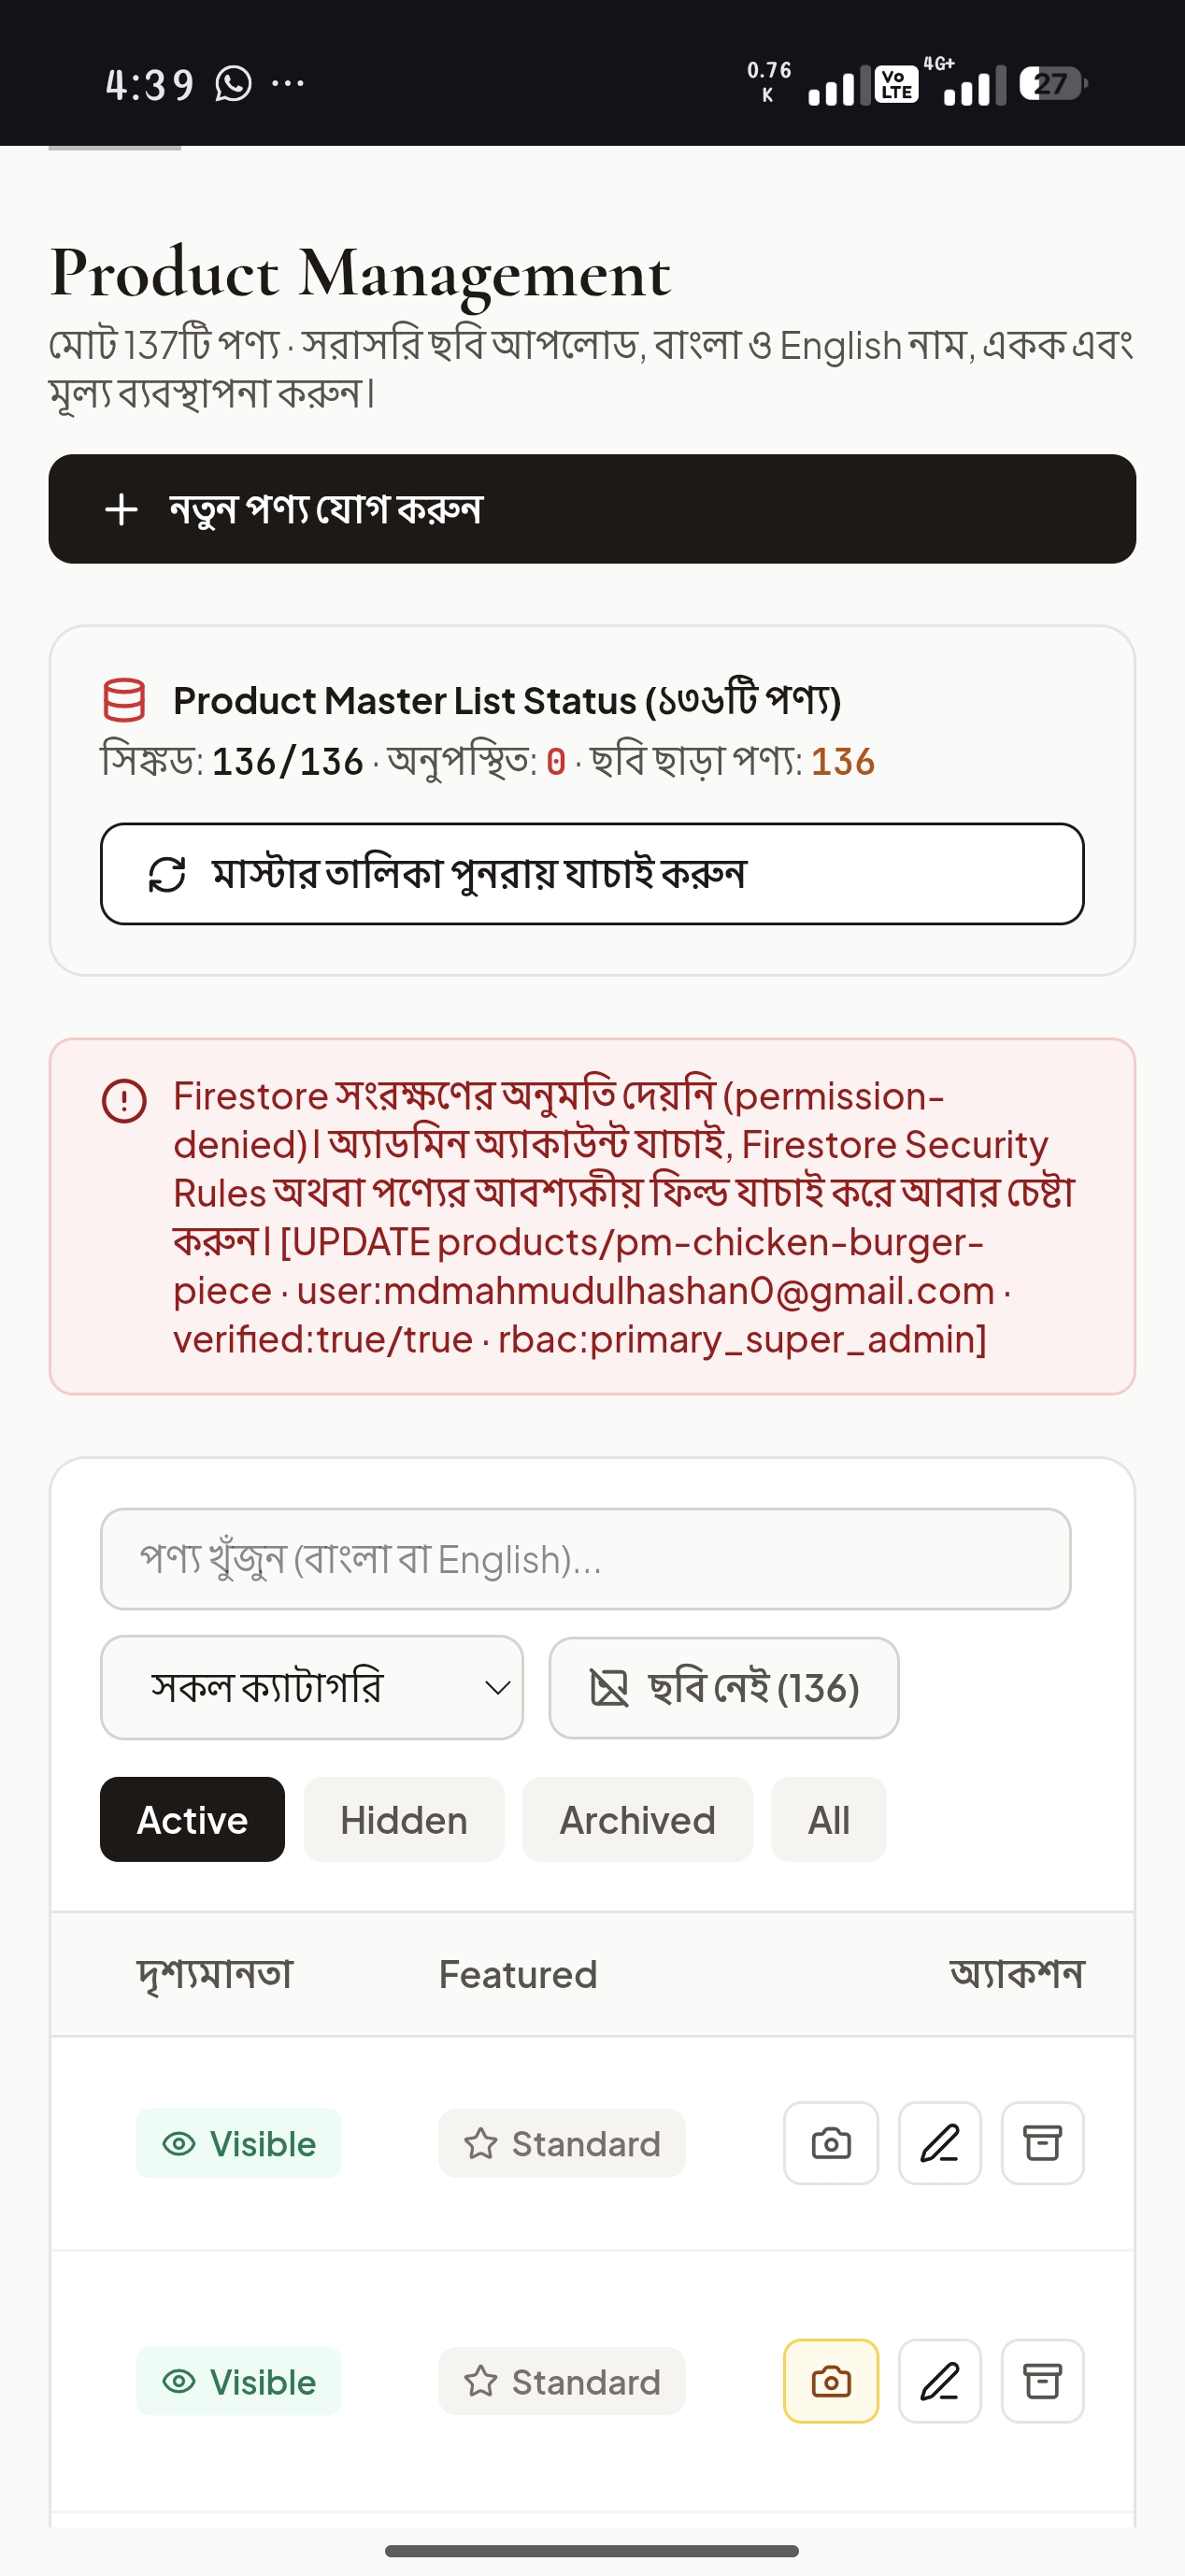 4:39 ...
0.76 K Vo LTE 4G+ 27
Product Management
মোট 137টি পণ্য · সরাসরি ছবি আপলোড, বাংলা ও English নাম, একক এবং
মূল্য ব্যবস্থাপনা করুন।
নতুন পণ্য যোগ করুন
Product Master List Status (১৩৬টি পণ্য)
সিঙ্কড: 136/136 · অনুপস্থিত: 0 · ছবি ছাড়া পণ্য: 136
মাস্টার তালিকা পুনরায় যাচাই করুন
Firestore সংরক্ষণের অনুমতি দেয়নি (permission-
denied)। অ্যাডমিন অ্যাকাউন্ট যাচাই, Firestore Security
Rules অথবা পণ্যের আবশ্যকীয় ফিল্ড যাচাই করে আবার চেষ্টা
করুন। [UPDATE products/pm-chicken-burger-
piece · user:mdmahmudulhashan0@gmail.com ·
verified:true/true · rbac:primary_super_admin]
পণ্য খুঁজুন (বাংলা বা English)...
সকল ক্যাটাগরি ছবি নেই (136)
Active Hidden Archived All
দৃশ্যমানতা Featured অ্যাকশন
Visible Standard
Visible Standard